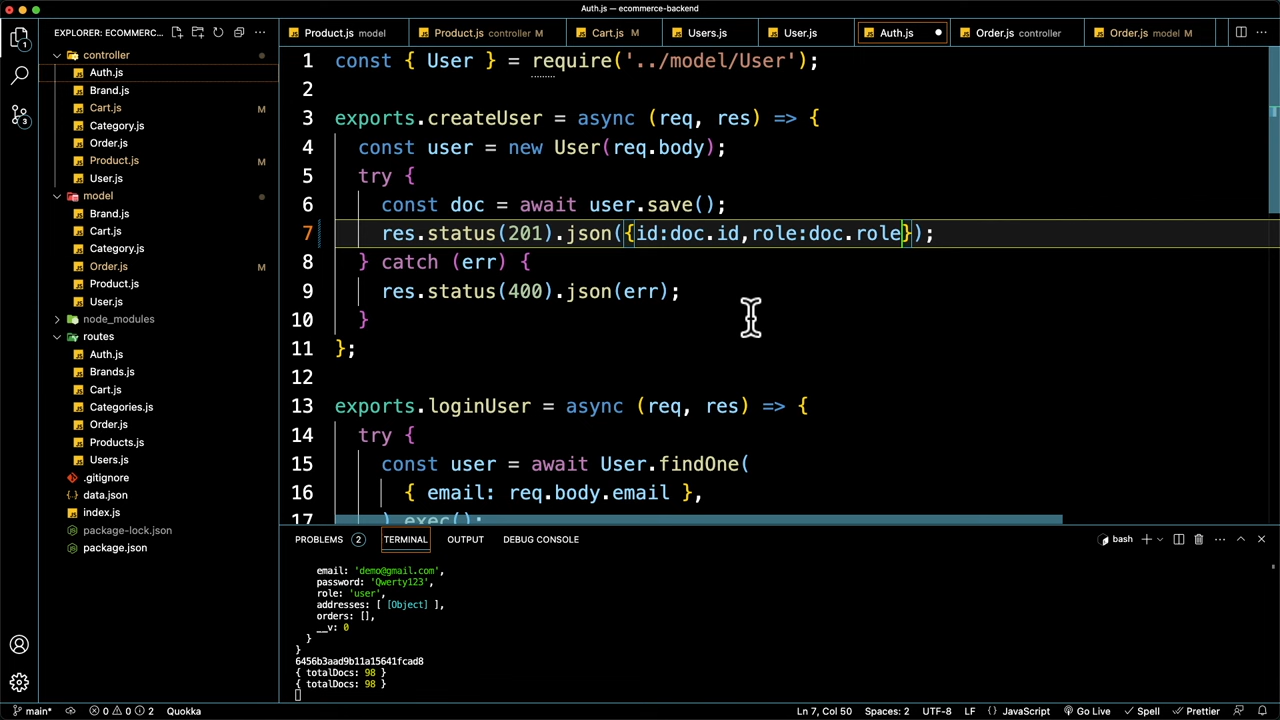 Auth.js — ecommerce-backend
EXPLORER: ECOMMERC...
controller
Auth.js
Brand.js
Cart.js M
Category.js
Order.js
Product.js M
User.js
model
Brand.js
Cart.js
Category.js
Order.js M
Product.js
User.js
node_modules
routes
Auth.js
Brands.js
Cart.js
Categories.js
Order.js
Products.js
Users.js
.gitignore
data.json
index.js
package-lock.json
package.json
Product.js model
Product.js controller M
Cart.js M
Users.js
User.js
Auth.js
Order.js controller
Order.js model M
1 const { User } = require('../model/User');
2
3 exports.createUser = async (req, res) => {
4 const user = new User(req.body);
5 try {
6 const doc = await user.save();
7 res.status(201).json({id:doc.id,role:doc.role});
8 } catch (err) {
9 res.status(400).json(err);
10 }
11 };
12
13 exports.loginUser = async (req, res) => {
14 try {
15 const user = await User.findOne(
16 { email: req.body.email },
17 ).exec();
PROBLEMS 2 TERMINAL OUTPUT DEBUG CONSOLE
bash
email: 'demo@gmail.com',
password: 'Qwerty123',
role: 'user',
addresses: [ [Object] ],
orders: [],
__v: 0
}
}
6456b3aad9b11a15641fcad8
{ totalDocs: 98 }
{ totalDocs: 98 }
main* 0 0 2 Quokka
Ln 7, Col 50 Spaces: 2 UTF-8 LF {} JavaScript Go Live Spell Prettier